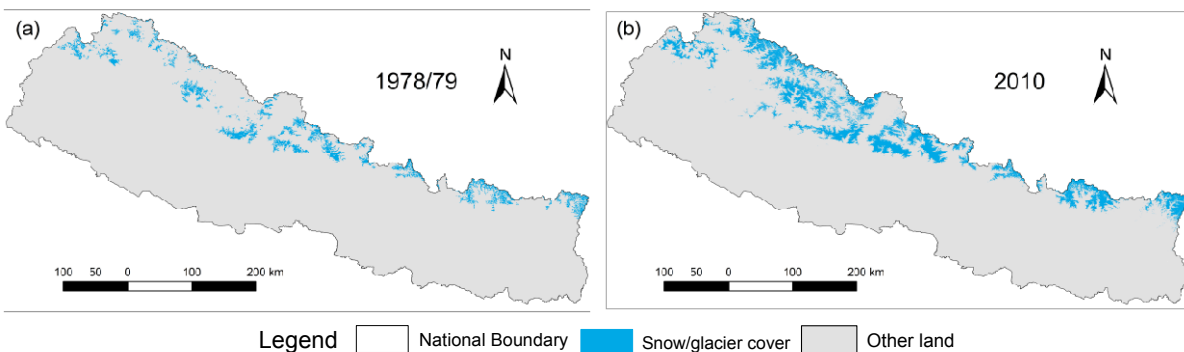 (a)
N
1978/79
100 50 0 100 200 km
(b)
N
2010
100 50 0 100 200 km
Legend National Boundary Snow/glacier cover Other land